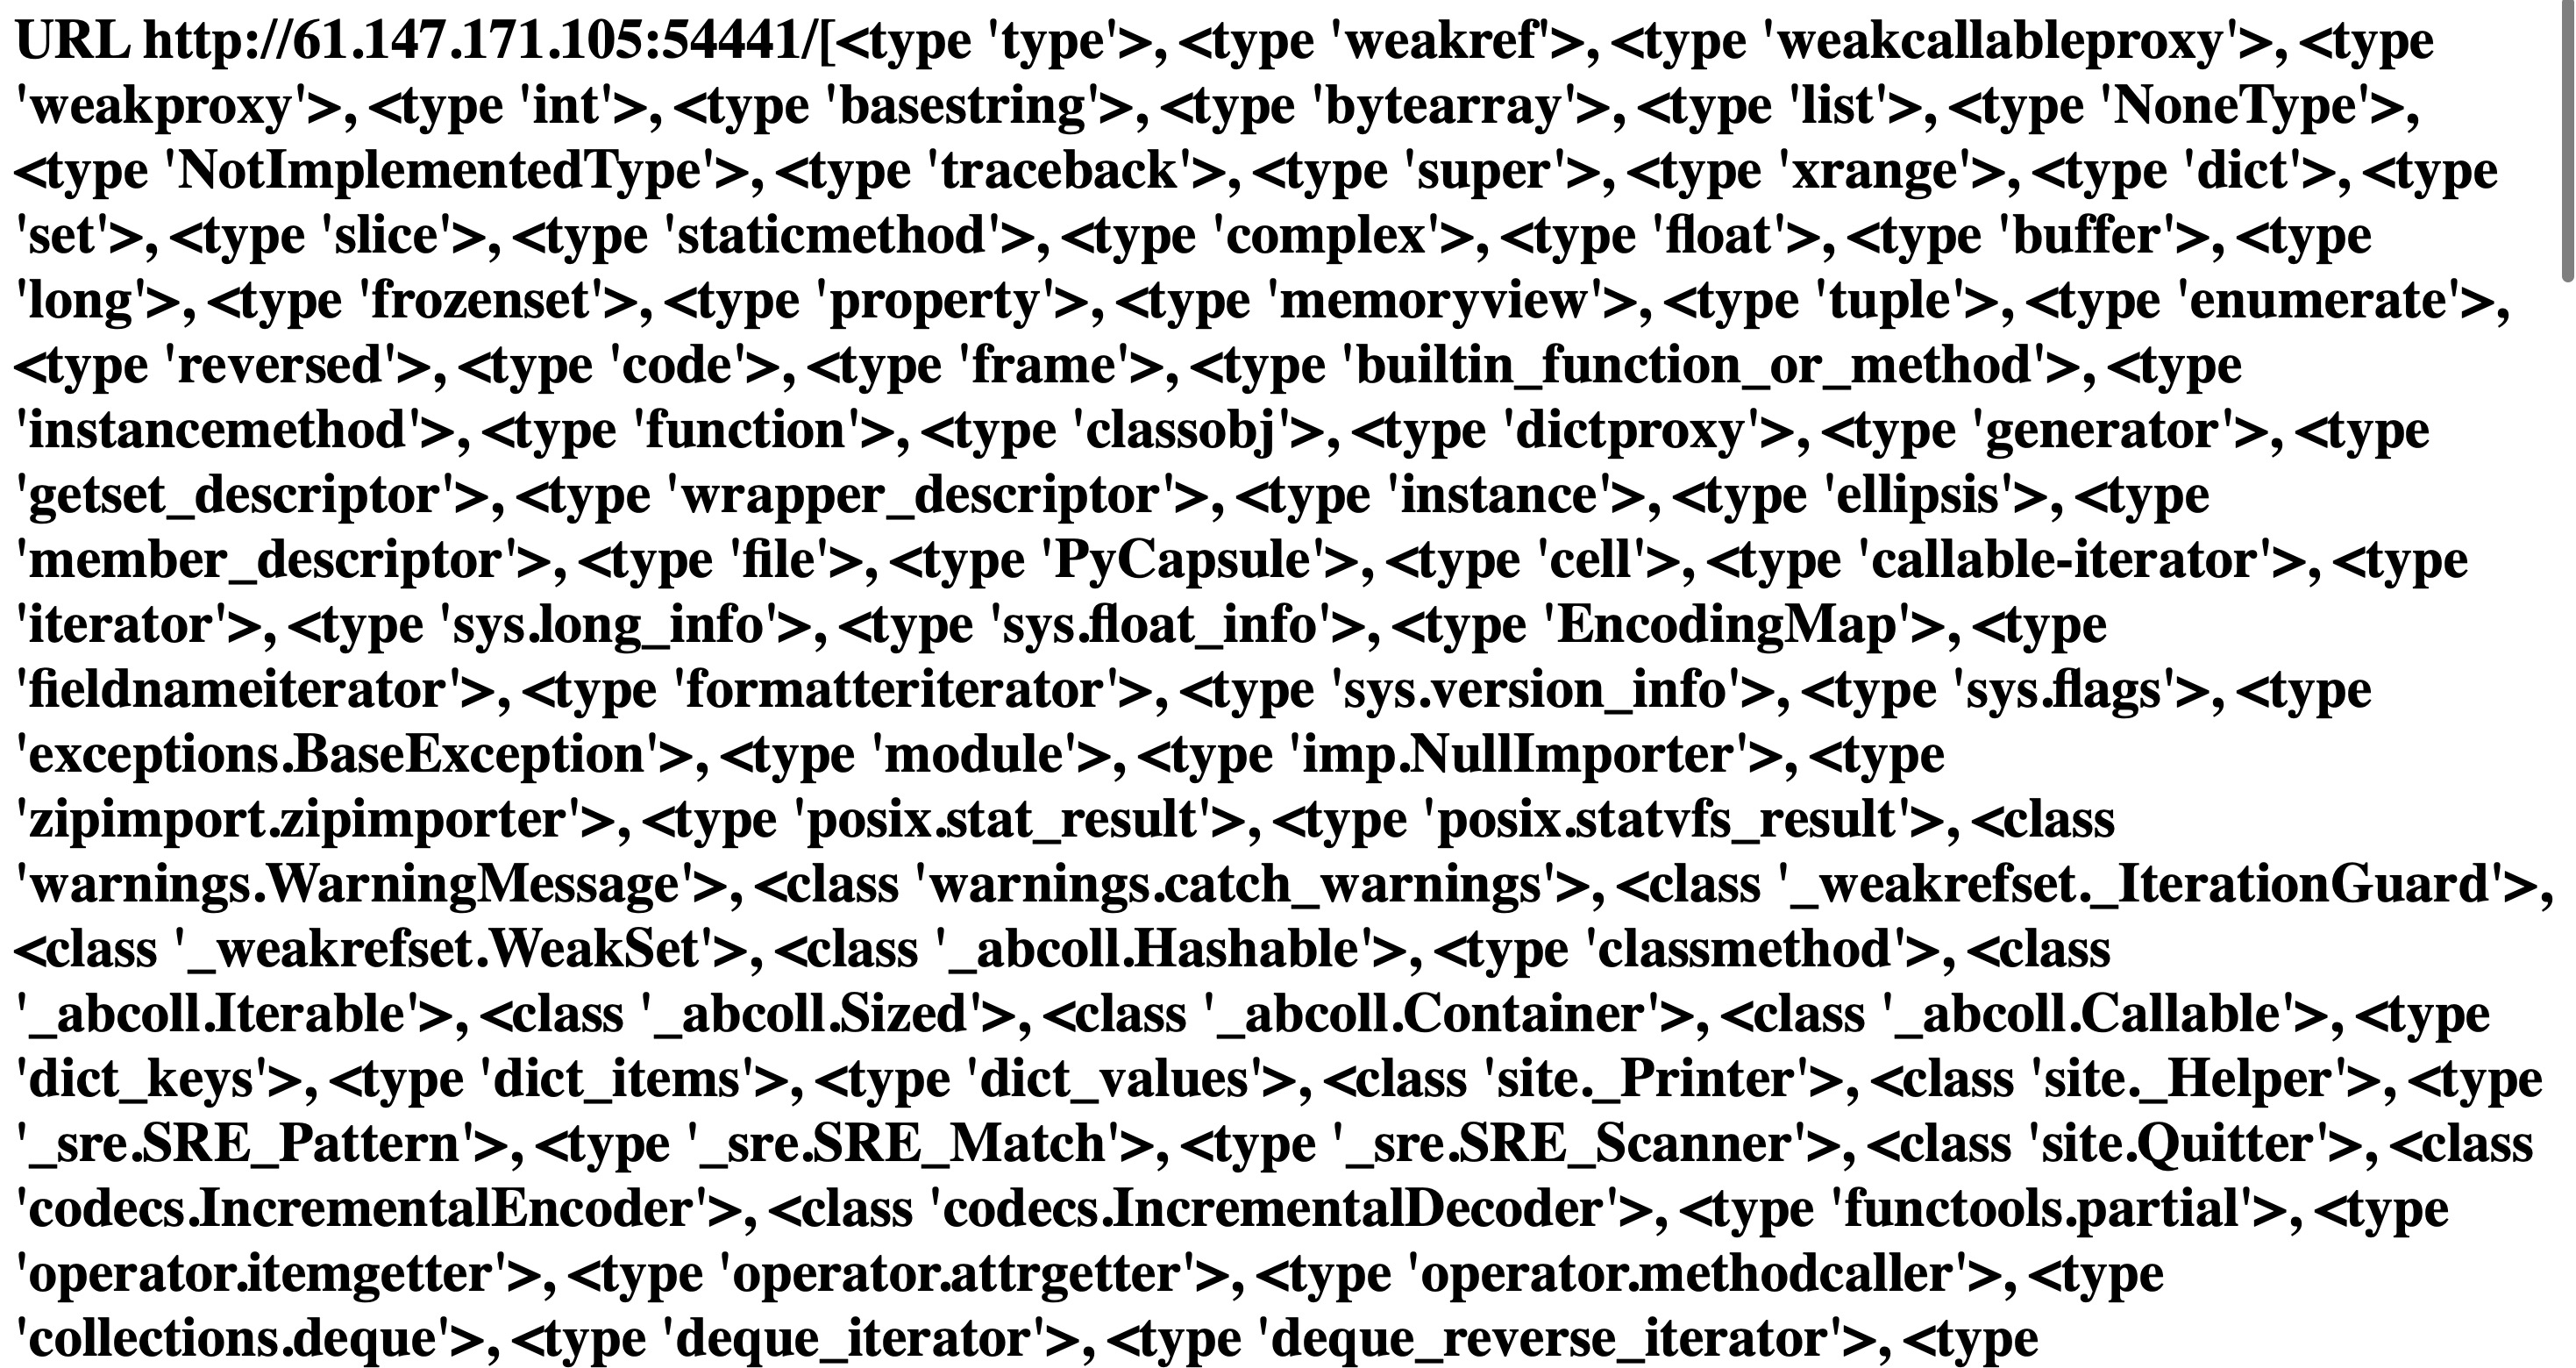 URL http://61.147.171.105:54441/[<type 'type'>, <type 'weakref'>, <type 'weakcallableproxy'>, <type
'weakproxy'>, <type 'int'>, <type 'basestring'>, <type 'bytearray'>, <type 'list'>, <type 'NoneType'>,
<type 'NotImplementedType'>, <type 'traceback'>, <type 'super'>, <type 'xrange'>, <type 'dict'>, <type
'set'>, <type 'slice'>, <type 'staticmethod'>, <type 'complex'>, <type 'float'>, <type 'buffer'>, <type
'long'>, <type 'frozenset'>, <type 'property'>, <type 'memoryview'>, <type 'tuple'>, <type 'enumerate'>,
<type 'reversed'>, <type 'code'>, <type 'frame'>, <type 'builtin_function_or_method'>, <type
'instancemethod'>, <type 'function'>, <type 'classobj'>, <type 'dictproxy'>, <type 'generator'>, <type
'getset_descriptor'>, <type 'wrapper_descriptor'>, <type 'instance'>, <type 'ellipsis'>, <type
'member_descriptor'>, <type 'file'>, <type 'PyCapsule'>, <type 'cell'>, <type 'callable-iterator'>, <type
'iterator'>, <type 'sys.long_info'>, <type 'sys.float_info'>, <type 'EncodingMap'>, <type
'fieldnameiterator'>, <type 'formatteriterator'>, <type 'sys.version_info'>, <type 'sys.flags'>, <type
'exceptions.BaseException'>, <type 'module'>, <type 'imp.NullImporter'>, <type
'zipimport.zipimporter'>, <type 'posix.stat_result'>, <type 'posix.statvfs_result'>, <class
'warnings.WarningMessage'>, <class 'warnings.catch_warnings'>, <class '_weakrefset._IterationGuard'>,
<class '_weakrefset.WeakSet'>, <class '_abcoll.Hashable'>, <type 'classmethod'>, <class
'_abcoll.Iterable'>, <class '_abcoll.Sized'>, <class '_abcoll.Container'>, <class '_abcoll.Callable'>, <type
'dict_keys'>, <type 'dict_items'>, <type 'dict_values'>, <class 'site._Printer'>, <class 'site._Helper'>, <type
'_sre.SRE_Pattern'>, <type '_sre.SRE_Match'>, <type '_sre.SRE_Scanner'>, <class 'site.Quitter'>, <class
'codecs.IncrementalEncoder'>, <class 'codecs.IncrementalDecoder'>, <type 'functools.partial'>, <type
'operator.itemgetter'>, <type 'operator.attrgetter'>, <type 'operator.methodcaller'>, <type
'collections.deque'>, <type 'deque_iterator'>, <type 'deque_reverse_iterator'>, <type